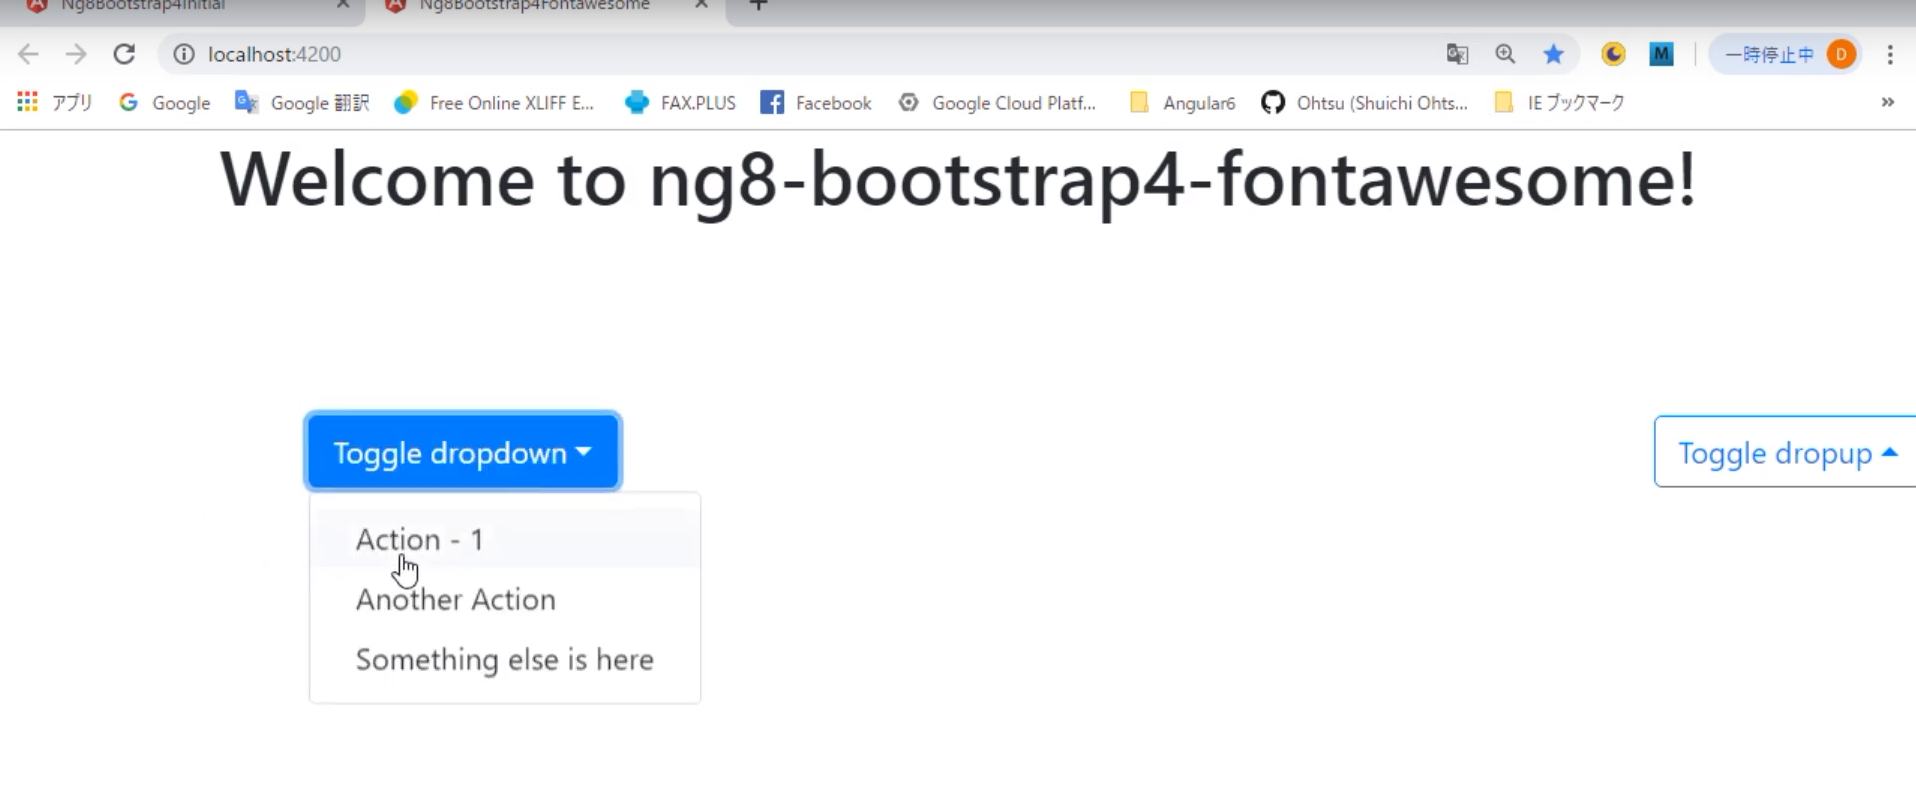 Ng8Bootstrap4Initial
Ng8Bootstrap4Fontawesome
localhost:4200
M
一時停止中 D
アプリ Google Google 翻訳 Free Online XLIFF E... FAX.PLUS Facebook Google Cloud Platf... Angular6 Ohtsu (Shuichi Ohts... IE ブックマーク »
Welcome to ng8-bootstrap4-fontawesome!
Toggle dropdown
Toggle dropup
Action - 1
Another Action
Something else is here